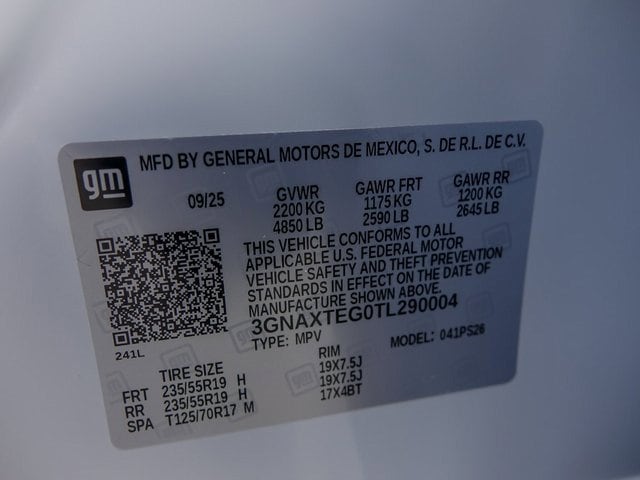 gm
MFD BY GENERAL MOTORS DE MEXICO, S. DE R.L. DE C.V.
09/25 GVWR GAWR FRT GAWR RR
2200 KG 1175 KG 1200 KG
4850 LB 2590 LB 2645 LB
THIS VEHICLE CONFORMS TO ALL
APPLICABLE U.S. FEDERAL MOTOR
VEHICLE SAFETY AND THEFT PREVENTION
STANDARDS IN EFFECT ON THE DATE OF
MANUFACTURE SHOWN ABOVE.
3GNAXTEG0TL290004
TYPE: MPV MODEL: 041PS26
241L
TIRE SIZE RIM
FRT 235/55R19 H 19X7.5J
RR 235/55R19 H 19X7.5J
SPA T125/70R17 M 17X4BT